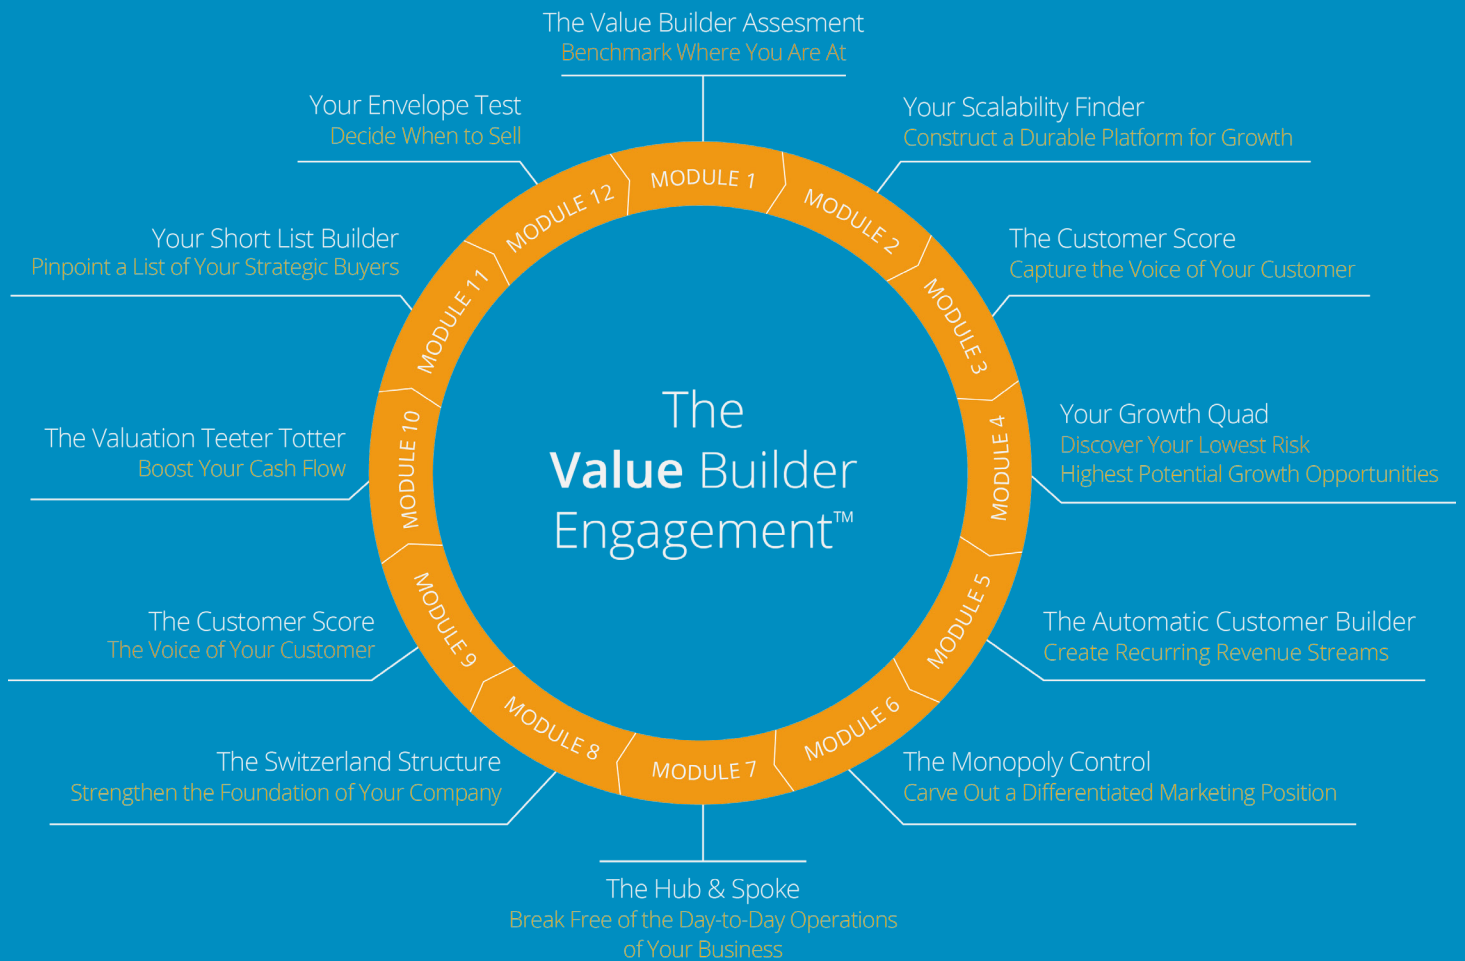 The Value Builder Assesment
Benchmark Where You Are At
Your Envelope Test
Decide When to Sell
Your Scalability Finder
Construct a Durable Platform for Growth
MODULE 1
MODULE 2
MODULE 12
Your Short List Builder
Pinpoint a List of Your Strategic Buyers
The Customer Score
Capture the Voice of Your Customer
MODULE 11
MODULE 3
The
Value Builder
Engagement™
The Valuation Teeter Totter
Boost Your Cash Flow
MODULE 10
MODULE 4
Your Growth Quad
Discover Your Lowest Risk
Highest Potential Growth Opportunities
The Customer Score
The Voice of Your Customer
MODULE 9
MODULE 5
The Automatic Customer Builder
Create Recurring Revenue Streams
The Switzerland Structure
Strengthen the Foundation of Your Company
MODULE 8
MODULE 7
MODULE 6
The Monopoly Control
Carve Out a Differentiated Marketing Position
The Hub & Spoke
Break Free of the Day-to-Day Operations
of Your Business